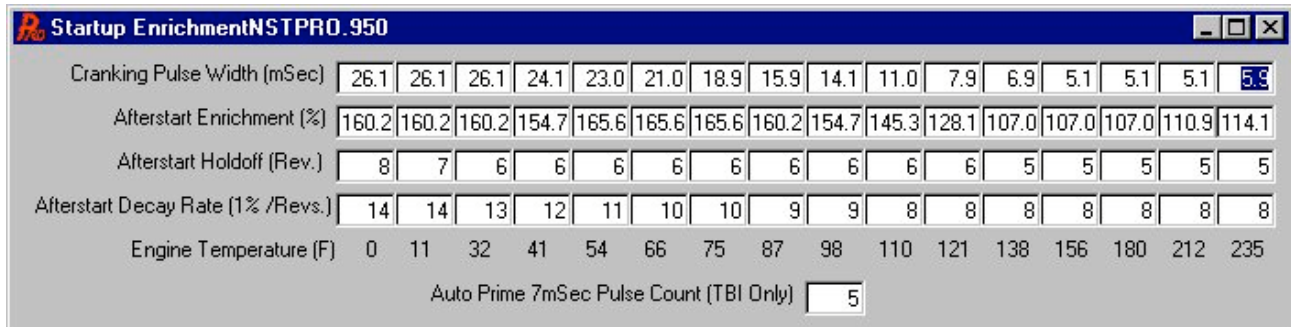 Pro Startup EnrichmentNSTPRO.950
Cranking Pulse Width (mSec) 26.1 26.1 26.1 24.1 23.0 21.0 18.9 15.9 14.1 11.0 7.9 6.9 5.1 5.1 5.1 5.9
Afterstart Enrichment (%) 160.2 160.2 160.2 154.7 165.6 165.6 165.6 160.2 154.7 145.3 128.1 107.0 107.0 107.0 110.9 114.1
Afterstart Holdoff (Rev.) 8 7 6 6 6 6 6 6 6 6 6 5 5 5 5 5
Afterstart Decay Rate (1% /Revs.) 14 14 13 12 11 10 10 9 9 8 8 8 8 8 8 8
Engine Temperature (F) 0 11 32 41 54 66 75 87 98 110 121 138 156 180 212 235
Auto Prime 7mSec Pulse Count (TBI Only) 5